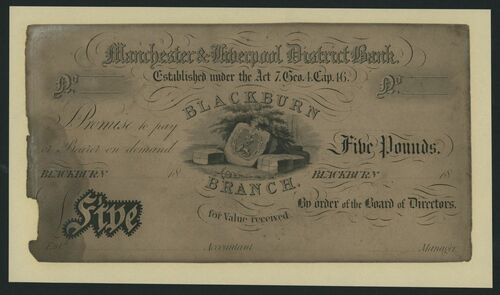 Manchester & Liverpool District Bank.
Established under the Act 7. Geo. 4. Cap. 46.
No No
BLACKBURN
I Promise to pay
or Bearer on demand Five Pounds.
BLACKBURN 18 BLACKBURN 18
BRANCH.
Five
for Value received
By order of the Board of Directors.
Entd. Accountant Manager